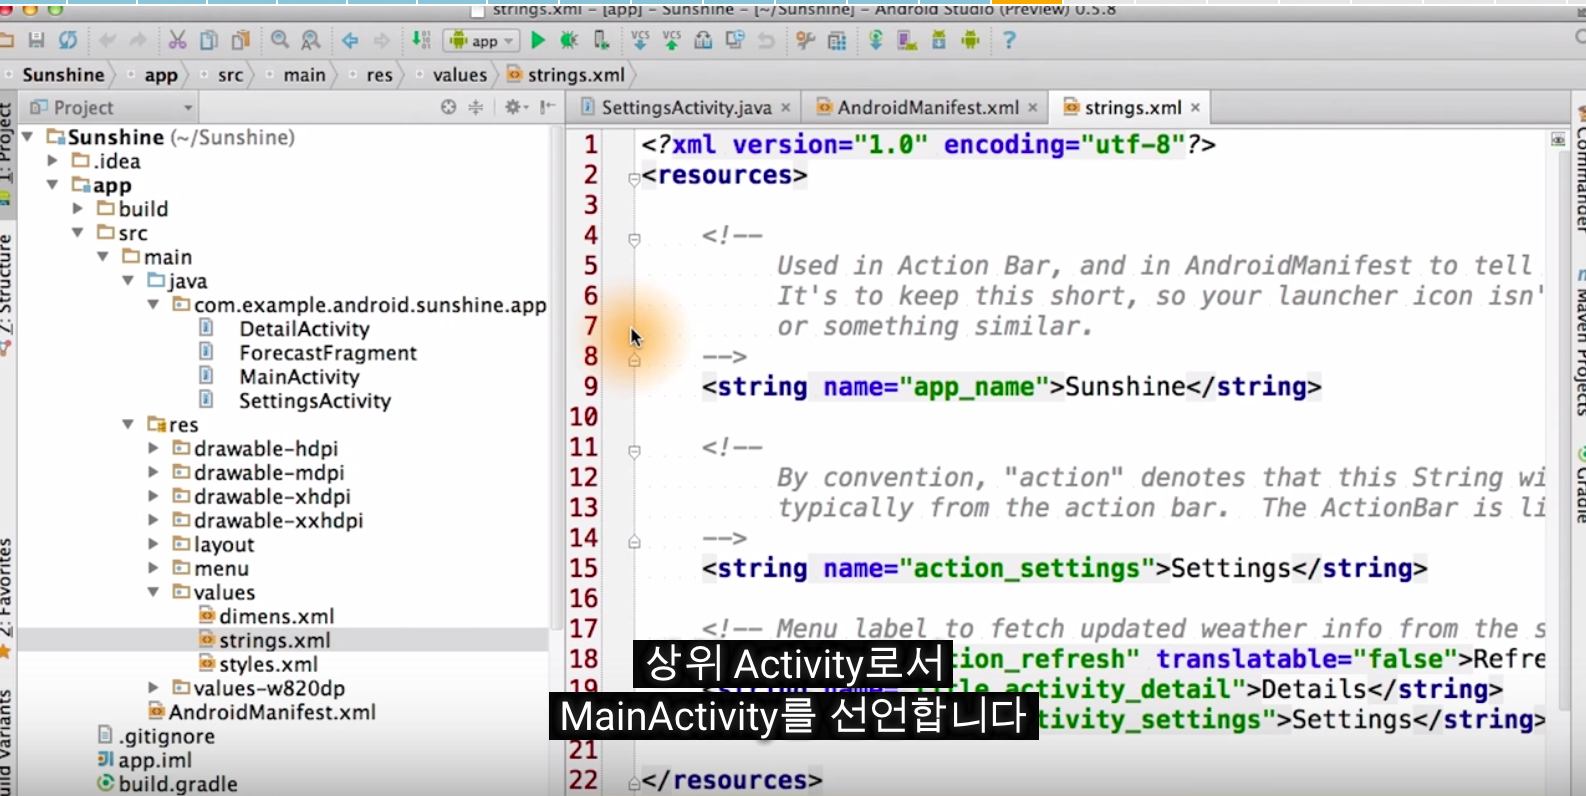 strings.xml - [app] - Sunshine - [~/Sunshine] - Android Studio (Preview) 0.5.8
app
Sunshine app src main res values strings.xml
Project
SettingsActivity.java AndroidManifest.xml strings.xml
1: Project
Z: Structure
2: Favorites
Variants
Sunshine (~/Sunshine)
.idea
app
build
src
main
java
com.example.android.sunshine.app
DetailActivity
ForecastFragment
MainActivity
SettingsActivity
res
drawable-hdpi
drawable-mdpi
drawable-xhdpi
drawable-xxhdpi
layout
menu
values
dimens.xml
strings.xml
styles.xml
values-w820dp
AndroidManifest.xml
.gitignore
app.iml
build.gradle
1 <?xml version="1.0" encoding="utf-8"?>
2 <resources>
3
4 <!--
5 Used in Action Bar, and in AndroidManifest to tell
6 It's to keep this short, so your launcher icon isn'
7 or something similar.
8 -->
9 <string name="app_name">Sunshine</string>
10
11 <!--
12 By convention, "action" denotes that this String wi
13 typically from the action bar. The ActionBar is li
14 -->
15 <string name="action_settings">Settings</string>
16
17 <!-- Menu label to fetch updated weather info from the s
18 tion_refresh" translatable="false">Refre
19 activity_detail">Details</string>
tivity_settings">Settings</string>
21
22 </resources>
상위 Activity로서
MainActivity를 선언합니다
Commander
Maven Projects
Gradle